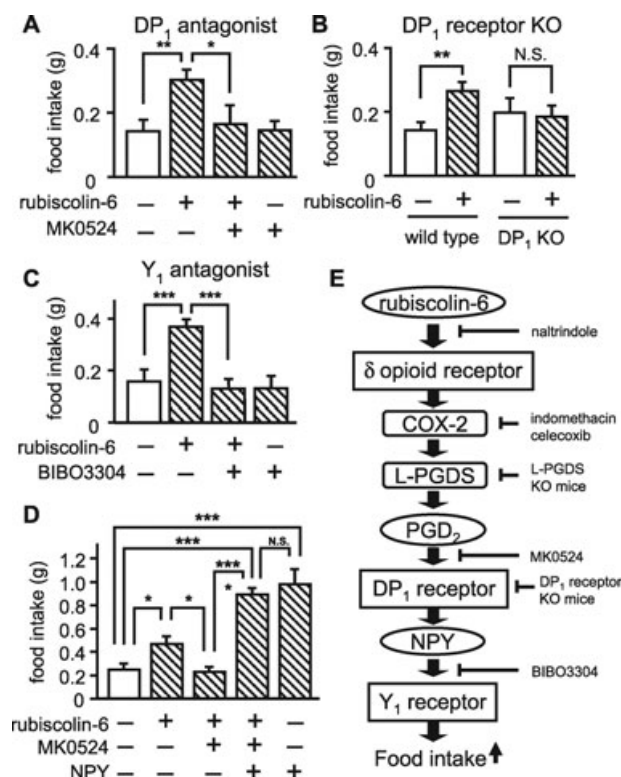 A DP₁ antagonist
** *
0.4
0.2
0
food intake (g)
rubiscolin-6 — + + —
MK0524 — — + +
B DP₁ receptor KO
** N.S.
0.4
0.2
0
food intake (g)
rubiscolin-6 — + — +
wild type DP₁ KO
C Y₁ antagonist
*** ***
0.4
0.2
0
food intake (g)
rubiscolin-6 — + + —
BIBO3304 — — + +
D
***
*** N.S.
***
* * *
1.2
1.0
0.8
0.6
0.4
0.2
0
food intake (g)
rubiscolin-6 — + + + —
MK0524 — — + + —
NPY — — — + +
E
rubiscolin-6
naltrindole
δ opioid receptor
COX-2
indomethacin
celecoxib
L-PGDS
L-PGDS
KO mice
PGD₂
MK0524
DP₁ receptor
DP₁ receptor
KO mice
NPY
BIBO3304
Y₁ receptor
Food intake